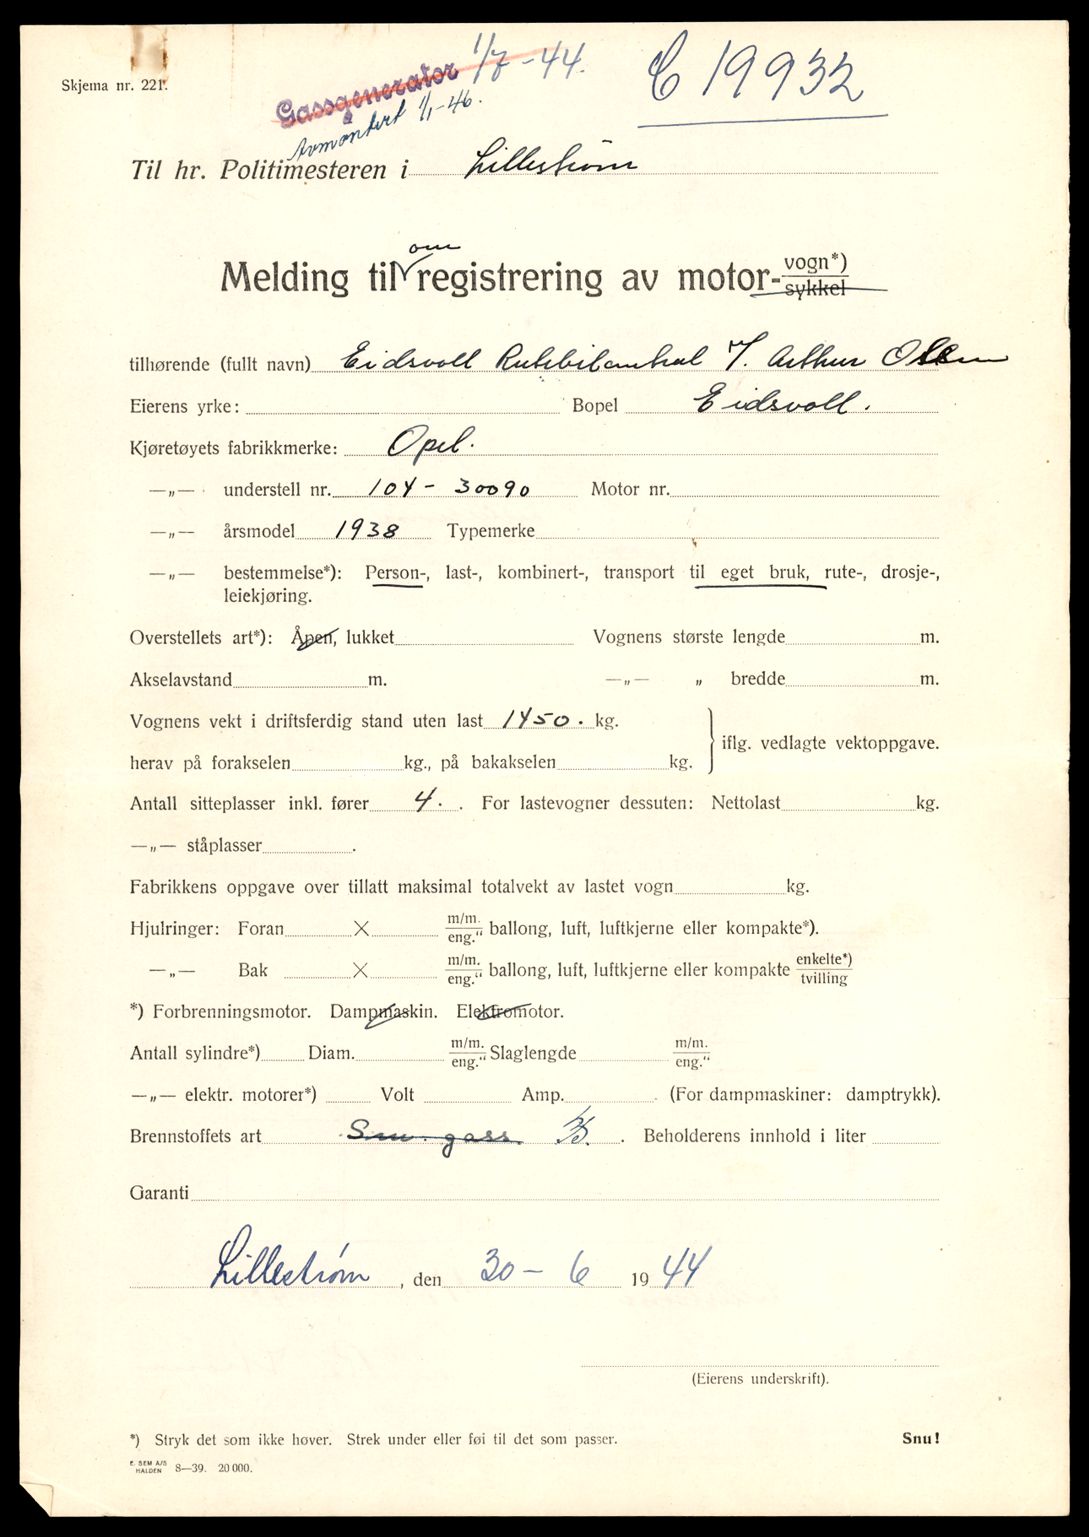 Skjema nr. 221.
Gassgenerator 1/7-44.
Avmontert 1/1-46.
C 19932
Til hr. Politimesteren i Lillestrøm
om
Melding til registrering av motor- vogn*)
sykkel
tilhørende (fullt navn) Eidsvoll Rutebilsentral v/. Arthur Olsen
Eierens yrke: Bopel Eidsvoll.
Kjøretøyets fabrikkmerke: Opel.
—„— understell nr. 104-30090 Motor nr.
—„— årsmodel 1938 Typemerke
—„— bestemmelse*): Person-, last-, kombinert-, transport til eget bruk, rute-, drosje-,
leiekjøring.
Overstellets art*): Åpen, lukket Vognens største lengde m.
Akselavstand m. —„— „ bredde m.
Vognens vekt i driftsferdig stand uten last 1450. kg.
iflg. vedlagte vektoppgave.
herav på forakselen kg., på bakakselen kg.
Antall sitteplasser inkl. fører 4. . For lastevogner dessuten: Nettolast kg.
—„— ståplasser .
Fabrikkens oppgave over tillatt maksimal totalvekt av lastet vogn kg.
Hjulringer: Foran × m/m. eng." ballong, luft, luftkjerne eller kompakte*).
—„— Bak × m/m. eng." ballong, luft, luftkjerne eller kompakte enkelte*) tvilling
*) Forbrenningsmotor. Dampmaskin. Elektromotor.
Antall sylindre*) Diam. m/m. eng." Slaglengde m/m. eng."
—„— elektr. motorer*) Volt Amp. . (For dampmaskiner: damptrykk).
Brennstoffets art gass. . Beholderens innhold i liter
Garanti
Lillestrøm , den 30-6 1944
(Eierens underskrift).
*) Stryk det som ikke høver. Strek under eller føi til det som passer. Snu!
E. SEM A/S
HALDEN 8—39. 20 000.